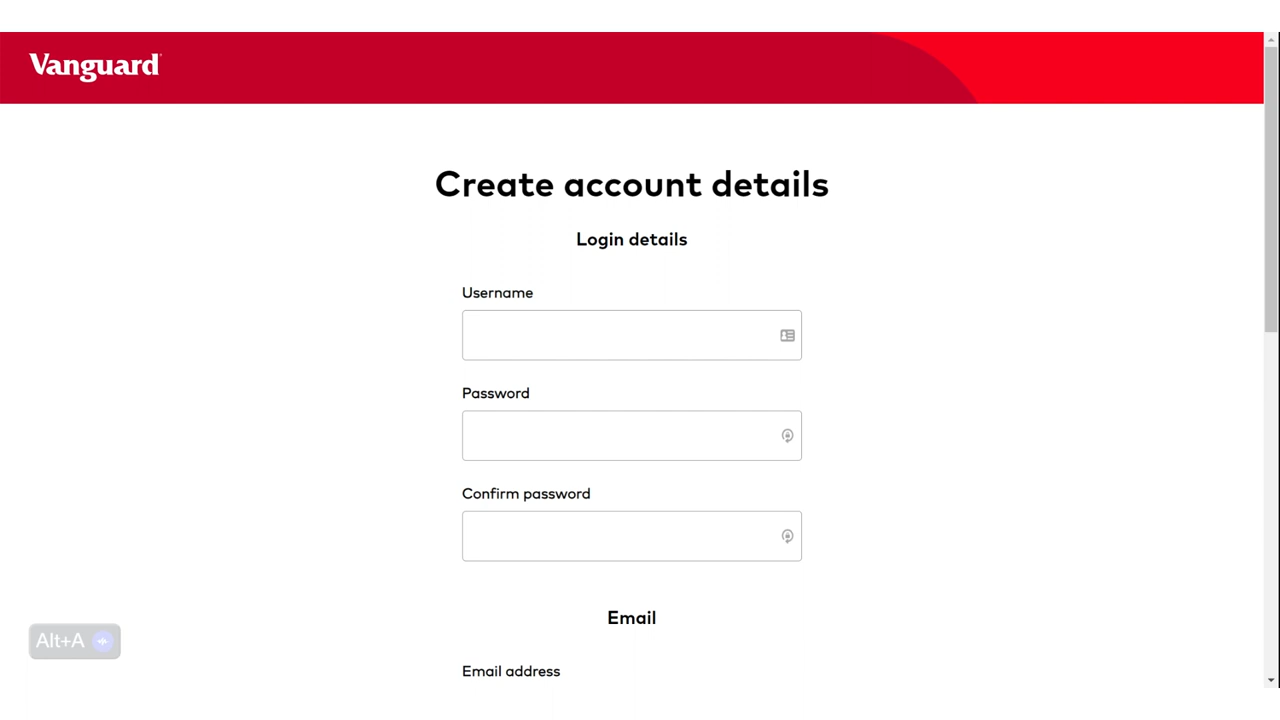 Vanguard
Create account details
Login details
Username
Password
Confirm password
Email
Alt+A
Email address